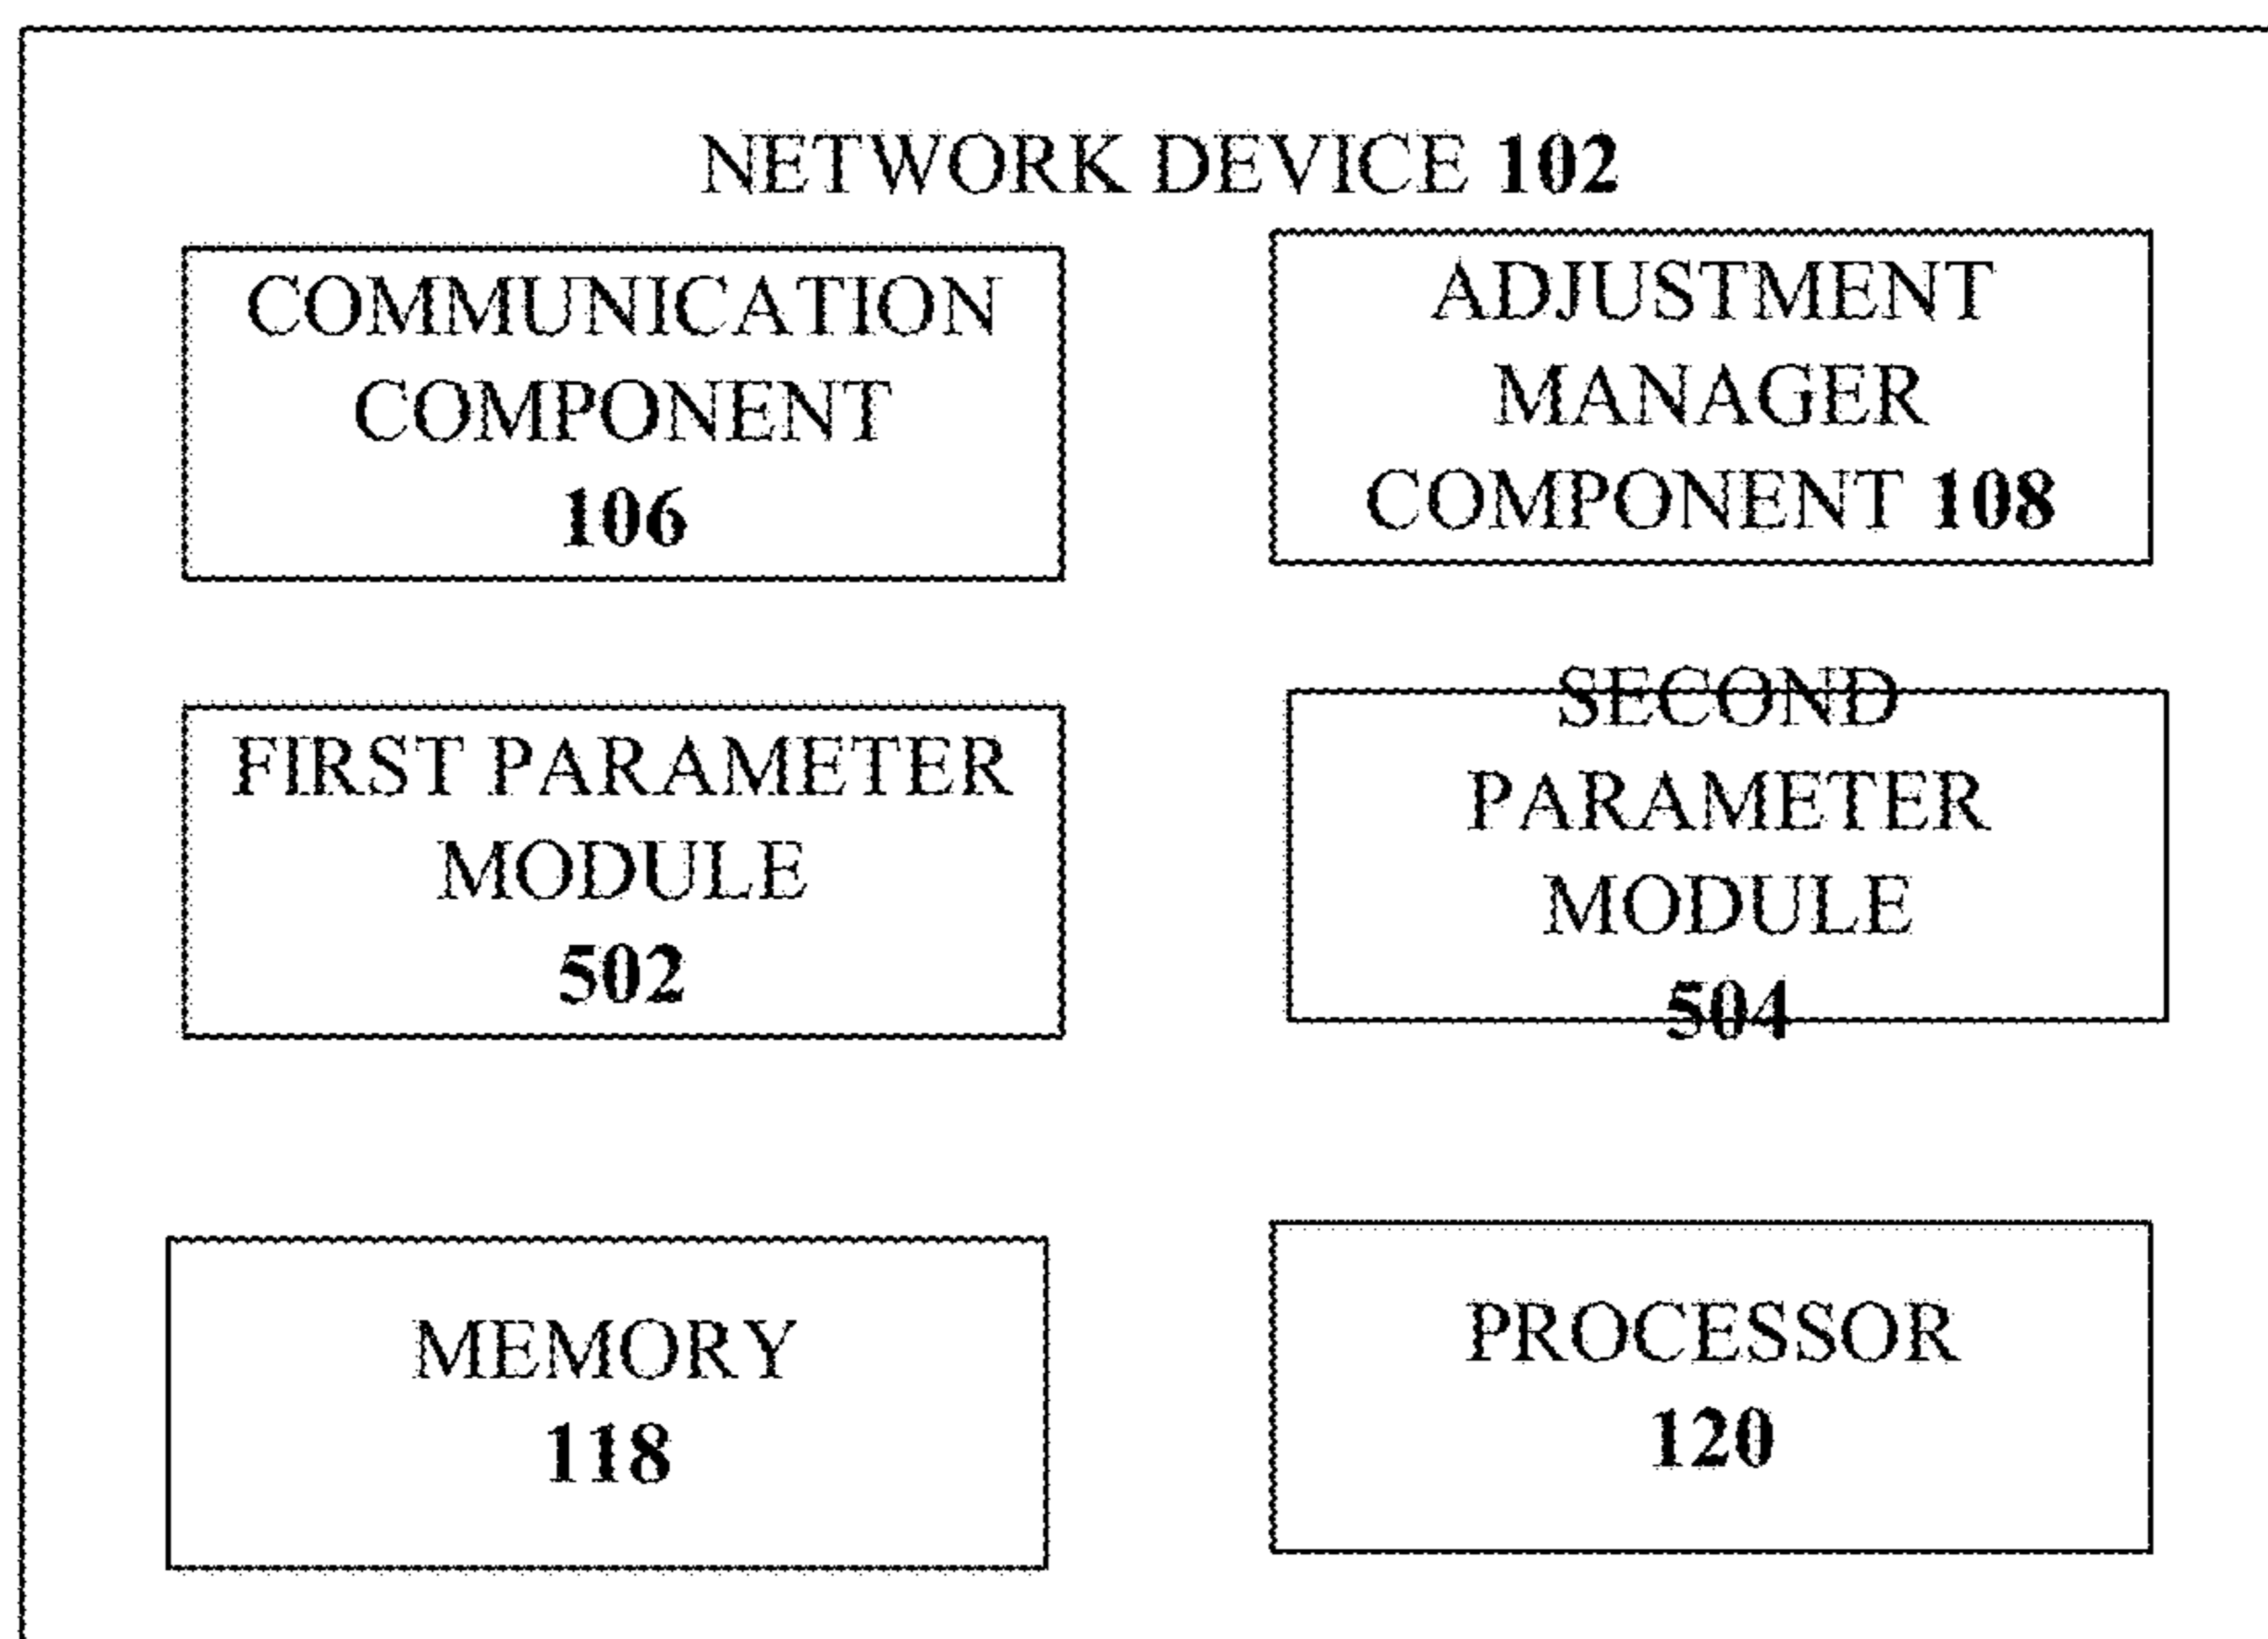 NETWORK DEVICE 102
COMMUNICATION
COMPONENT
106
ADJUSTMENT
MANAGER
COMPONENT 108
FIRST PARAMETER
MODULE
502
SECOND
PARAMETER
MODULE
504
MEMORY
118
PROCESSOR
120